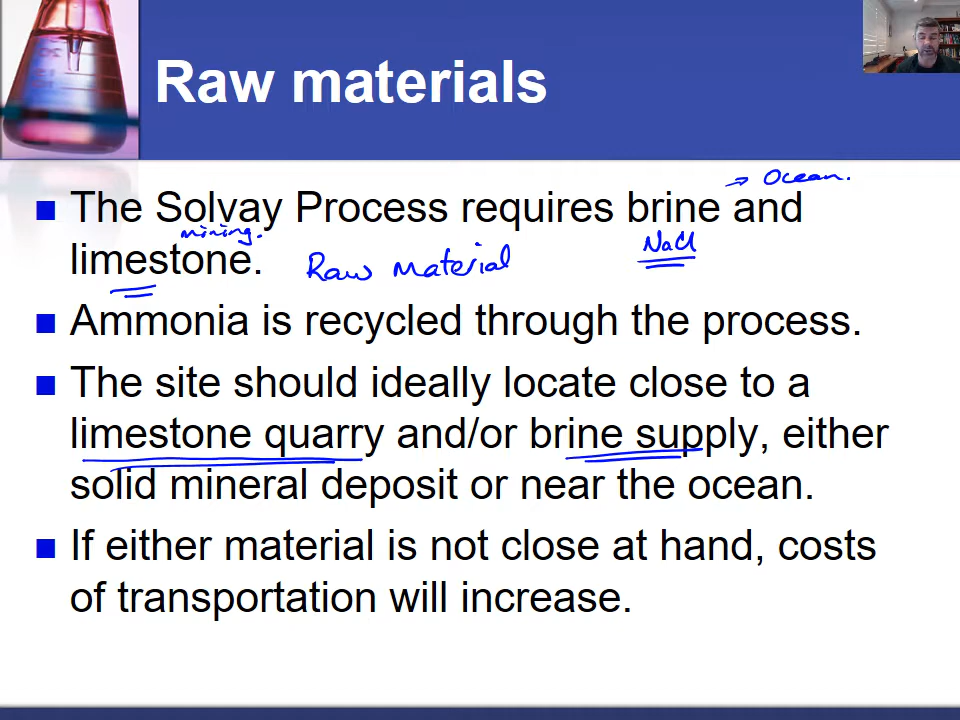 Raw materials
→ Ocean.
■ The Solvay Process requires brine and
mining.
NaCl
limestone.
Raw Material
■ Ammonia is recycled through the process.
■ The site should ideally locate close to a
limestone quarry and/or brine supply, either
solid mineral deposit or near the ocean.
■ If either material is not close at hand, costs
of transportation will increase.